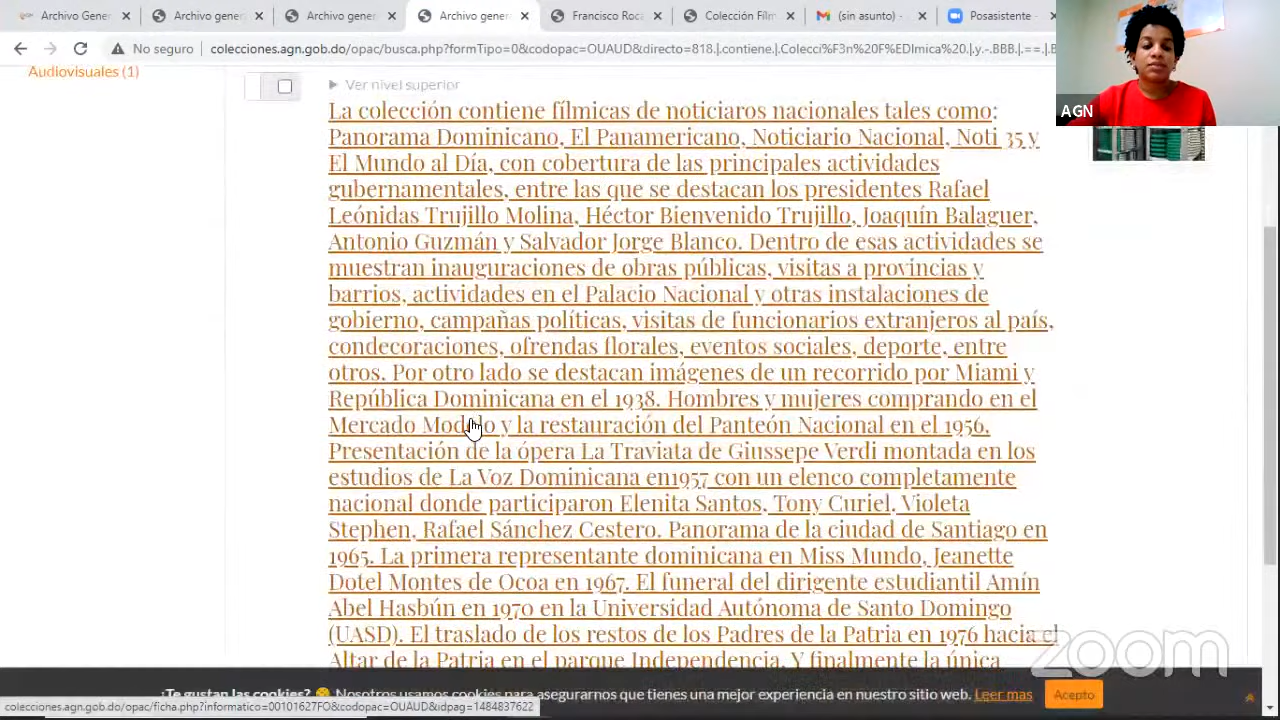 Archivo Gener
Archivo gener
Archivo gener
Archivo gener
Francisco Roca
Colección Film
(sin asunto) -
Posasistente
No seguro
colecciones.agn.gob.do/opac/busca.php?formTipo=0&codopac=OUAUD&directo=818.|.contiene.|.Colecci%F3n%20F%EDlmica%20.|.y.-.BBB.|.==.|.B
AGN
Audiovisuales (1)
Ver nivel superior
La colección contiene fílmicas de noticiaros nacionales tales como:
Panorama Dominicano, El Panamericano, Noticiario Nacional, Noti 35 y
El Mundo al Día, con cobertura de las principales actividades
gubernamentales, entre las que se destacan los presidentes Rafael
Leónidas Trujillo Molina, Héctor Bienvenido Trujillo, Joaquín Balaguer,
Antonio Guzmán y Salvador Jorge Blanco. Dentro de esas actividades se
muestran inauguraciones de obras públicas, visitas a provincias y
barrios, actividades en el Palacio Nacional y otras instalaciones de
gobierno, campañas políticas, visitas de funcionarios extranjeros al país,
condecoraciones, ofrendas florales, eventos sociales, deporte, entre
otros. Por otro lado se destacan imágenes de un recorrido por Miami y
República Dominicana en el 1938. Hombres y mujeres comprando en el
Mercado Modelo y la restauración del Panteón Nacional en el 1956.
Presentación de la ópera La Traviata de Giussepe Verdi montada en los
estudios de La Voz Dominicana en1957 con un elenco completamente
nacional donde participaron Elenita Santos, Tony Curiel, Violeta
Stephen, Rafael Sánchez Cestero. Panorama de la ciudad de Santiago en
1965. La primera representante dominicana en Miss Mundo, Jeanette
Dotel Montes de Ocoa en 1967. El funeral del dirigente estudiantil Amín
Abel Hasbún en 1970 en la Universidad Autónoma de Santo Domingo
(UASD). El traslado de los restos de los Padres de la Patria en 1976 hacia el
Altar de la Patria en el parque Independencia. Y finalmente la única
zoom
¿Te gustan las cookies? Nosotros usamos cookies para asegurarnos que tienes una mejor experiencia en nuestro sitio web. Leer mas
Acepto
colecciones.agn.gob.do/opac/ficha.php?informatico=00101627FO&codopac=OUAUD&idpag=1484837622